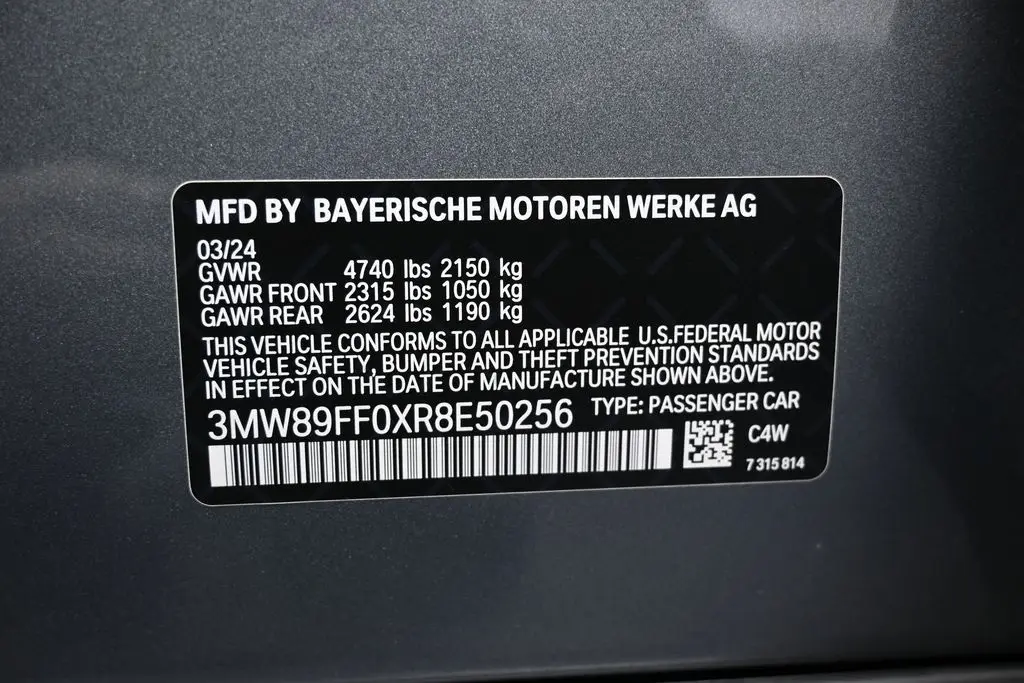 MFD BY BAYERISCHE MOTOREN WERKE AG
03/24
GVWR 4740 lbs 2150 kg
GAWR FRONT 2315 lbs 1050 kg
GAWR REAR 2624 lbs 1190 kg
THIS VEHICLE CONFORMS TO ALL APPLICABLE U.S.FEDERAL MOTOR
VEHICLE SAFETY, BUMPER AND THEFT PREVENTION STANDARDS
IN EFFECT ON THE DATE OF MANUFACTURE SHOWN ABOVE.
3MW89FF0XR8E50256 TYPE: PASSENGER CAR
C4W
7 315 814